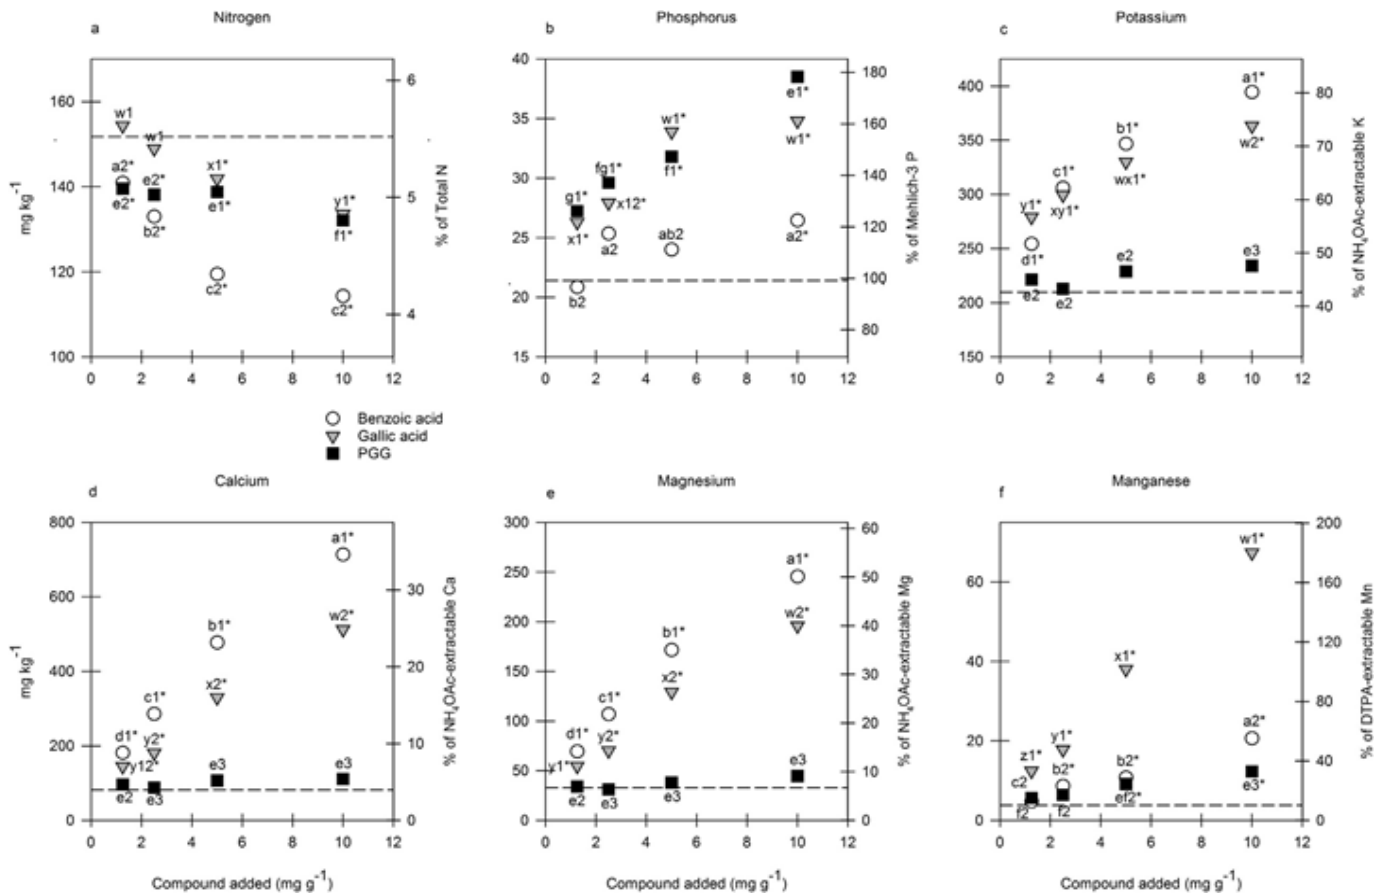 Nitrogen
a
160
140
120
100
mg kg-1
w1
w1
a2*
e2*
e2*
b2*
x1*
e1*
c2*
y1*
f1*
c2*
6
5
4
% of Total N
0 2 4 6 8 10 12
Phosphorus
b
40
35
30
25
20
15
g1*
x1*
b2
fg1*
x12*
a2
w1*
f1*
ab2
e1*
w1*
a2*
180
160
140
120
100
80
% of Mehlich-3 P
0 2 4 6 8 10 12
Potassium
c
400
350
300
250
200
150
y1*
d1*
e2
c1*
xy1*
e2
b1*
wx1*
e2
a1*
w2*
e3
80
70
60
50
40
% of NH4OAc-extractable K
0 2 4 6 8 10 12
Benzoic acid
Gallic acid
PGG
Calcium
d
800
600
400
200
0
mg kg-1
d1*
y12*
e2
c1*
y2*
e3
b1*
x2*
e3
a1*
w2*
e3
30
20
10
0
% of NH4OAc-extractable Ca
0 2 4 6 8 10 12
Compound added (mg g-1)
Magnesium
e
300
250
200
150
100
50
0
d1*
y1*
e2
c1*
y2*
e3
b1*
x2*
e3
a1*
w2*
e3
60
50
40
30
20
10
0
% of NH4OAc-extractable Mg
0 2 4 6 8 10 12
Compound added (mg g-1)
Manganese
f
60
40
20
0
z1*
c2
f2
y1*
b2*
f2
x1*
b2*
ef2*
w1*
a2*
e3*
200
180
160
140
120
100
80
60
40
20
0
% of DTPA-extractable Mn
0 2 4 6 8 10 12
Compound added (mg g-1)